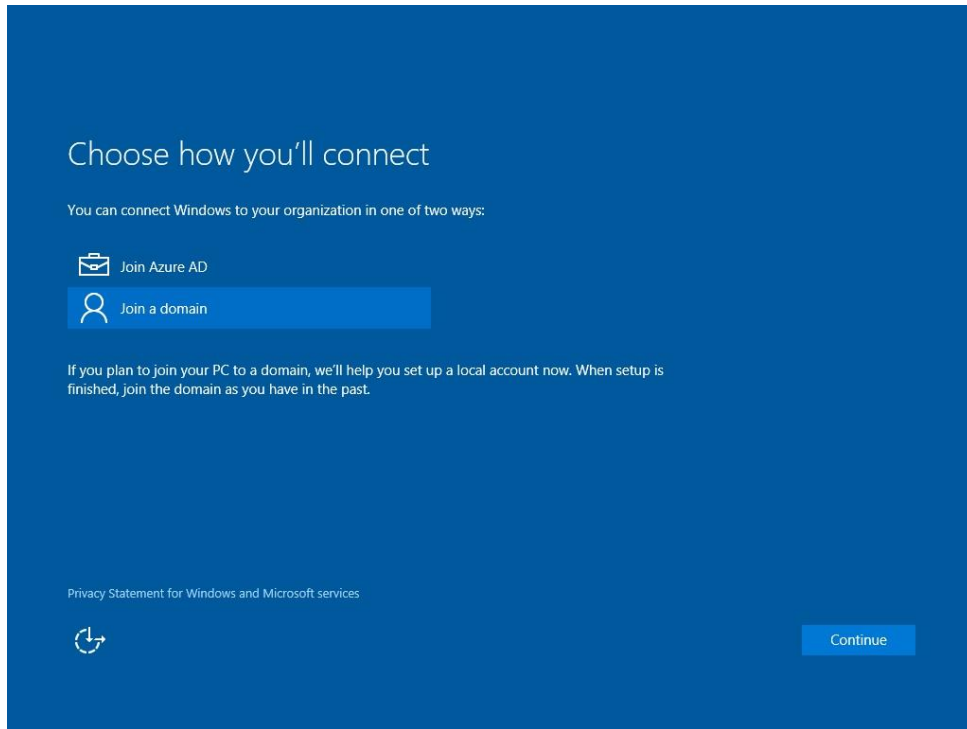 Choose how you'll connect
You can connect Windows to your organization in one of two ways:
Join Azure AD
Join a domain
If you plan to join your PC to a domain, we'll help you set up a local account now. When setup is
finished, join the domain as you have in the past.
Privacy Statement for Windows and Microsoft services
Continue